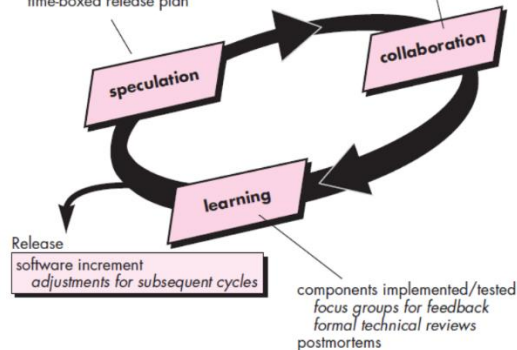 time-boxed release plan
collaboration
speculation
learning
Release
software increment
adjustments for subsequent cycles
components implemented/tested
focus groups for feedback
formal technical reviews
postmortems